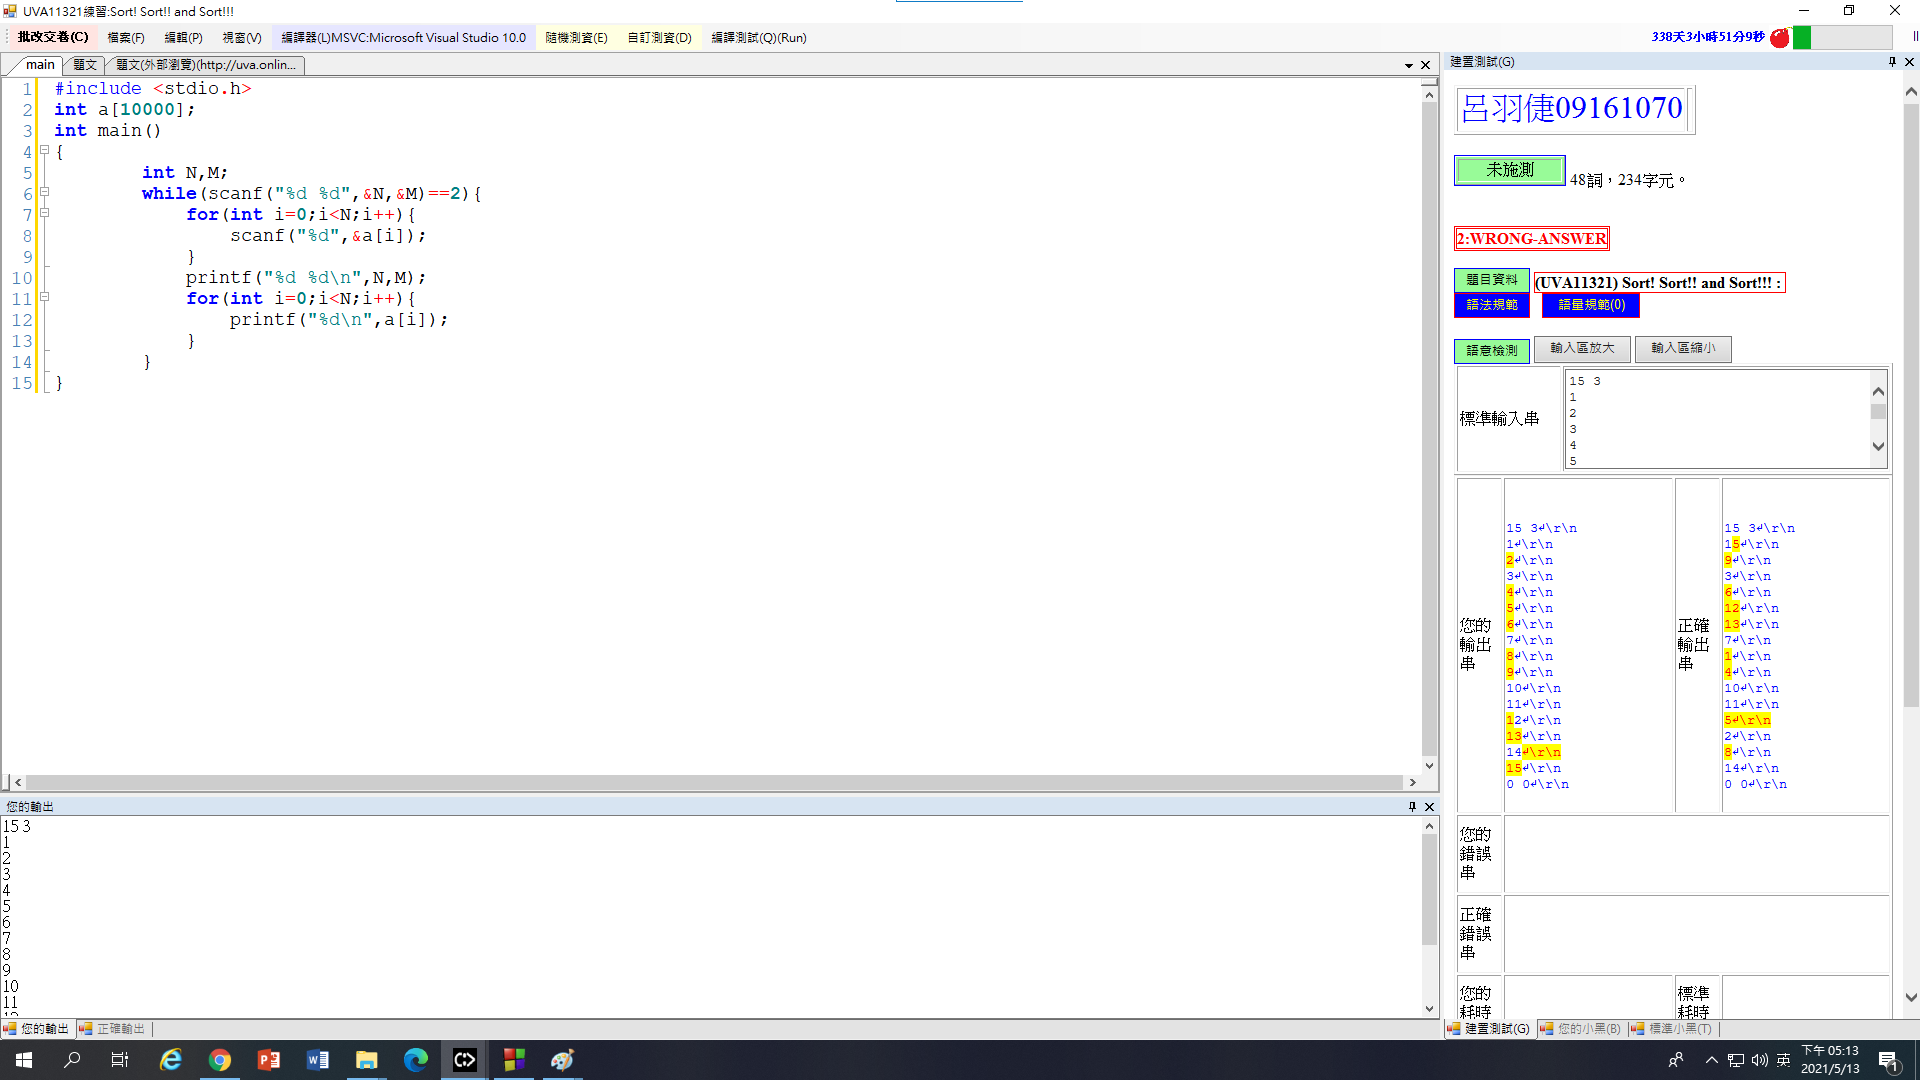 UVA11321練習:Sort! Sort!! and Sort!!!
批改交卷(C) 檔案(F) 編輯(P) 視窗(V) 編譯器(L)MSVC:Microsoft Visual Studio 10.0 隨機測資(E) 自訂測資(D) 編譯測試(Q)(Run)
338天3小時51分9秒
main 題文 題文(外部瀏覽)(http://uva.onlin...
1 #include <stdio.h>
2 int a[10000];
3 int main()
4 {
5 int N,M;
6 while(scanf("%d %d",&N,&M)==2){
7 for(int i=0;i<N;i++){
8 scanf("%d",&a[i]);
9 }
10 printf("%d %d\n",N,M);
11 for(int i=0;i<N;i++){
12 printf("%d\n",a[i]);
13 }
14 }
15 }
您的輸出
15 3
1
2
3
4
5
6
7
8
9
10
11
您的輸出 正確輸出
建置測試(G)
呂羽倢09161070
未施測 48詞，234字元。
2:WRONG-ANSWER
題目資料 (UVA11321) Sort! Sort!! and Sort!!! :
語法規範 語量規範(0)
語意檢測 輸入區放大 輸入區縮小
標準輸入串
15 3
1
2
3
4
5
您的輸出串
15 3↲\r\n
1↲\r\n
2↲\r\n
3↲\r\n
4↲\r\n
5↲\r\n
6↲\r\n
7↲\r\n
8↲\r\n
9↲\r\n
10↲\r\n
11↲\r\n
12↲\r\n
13↲\r\n
14↲\r\n
15↲\r\n
0 0↲\r\n
正確輸出串
15 3↲\r\n
15↲\r\n
9↲\r\n
3↲\r\n
6↲\r\n
12↲\r\n
13↲\r\n
7↲\r\n
1↲\r\n
4↲\r\n
10↲\r\n
11↲\r\n
5↲\r\n
2↲\r\n
8↲\r\n
14↲\r\n
0 0↲\r\n
您的錯誤串
正確錯誤串
您的耗時 標準耗時
建置測試(G) 您的小黑(B) 標準小黑(T)
英
下午 05:13
2021/5/13
1